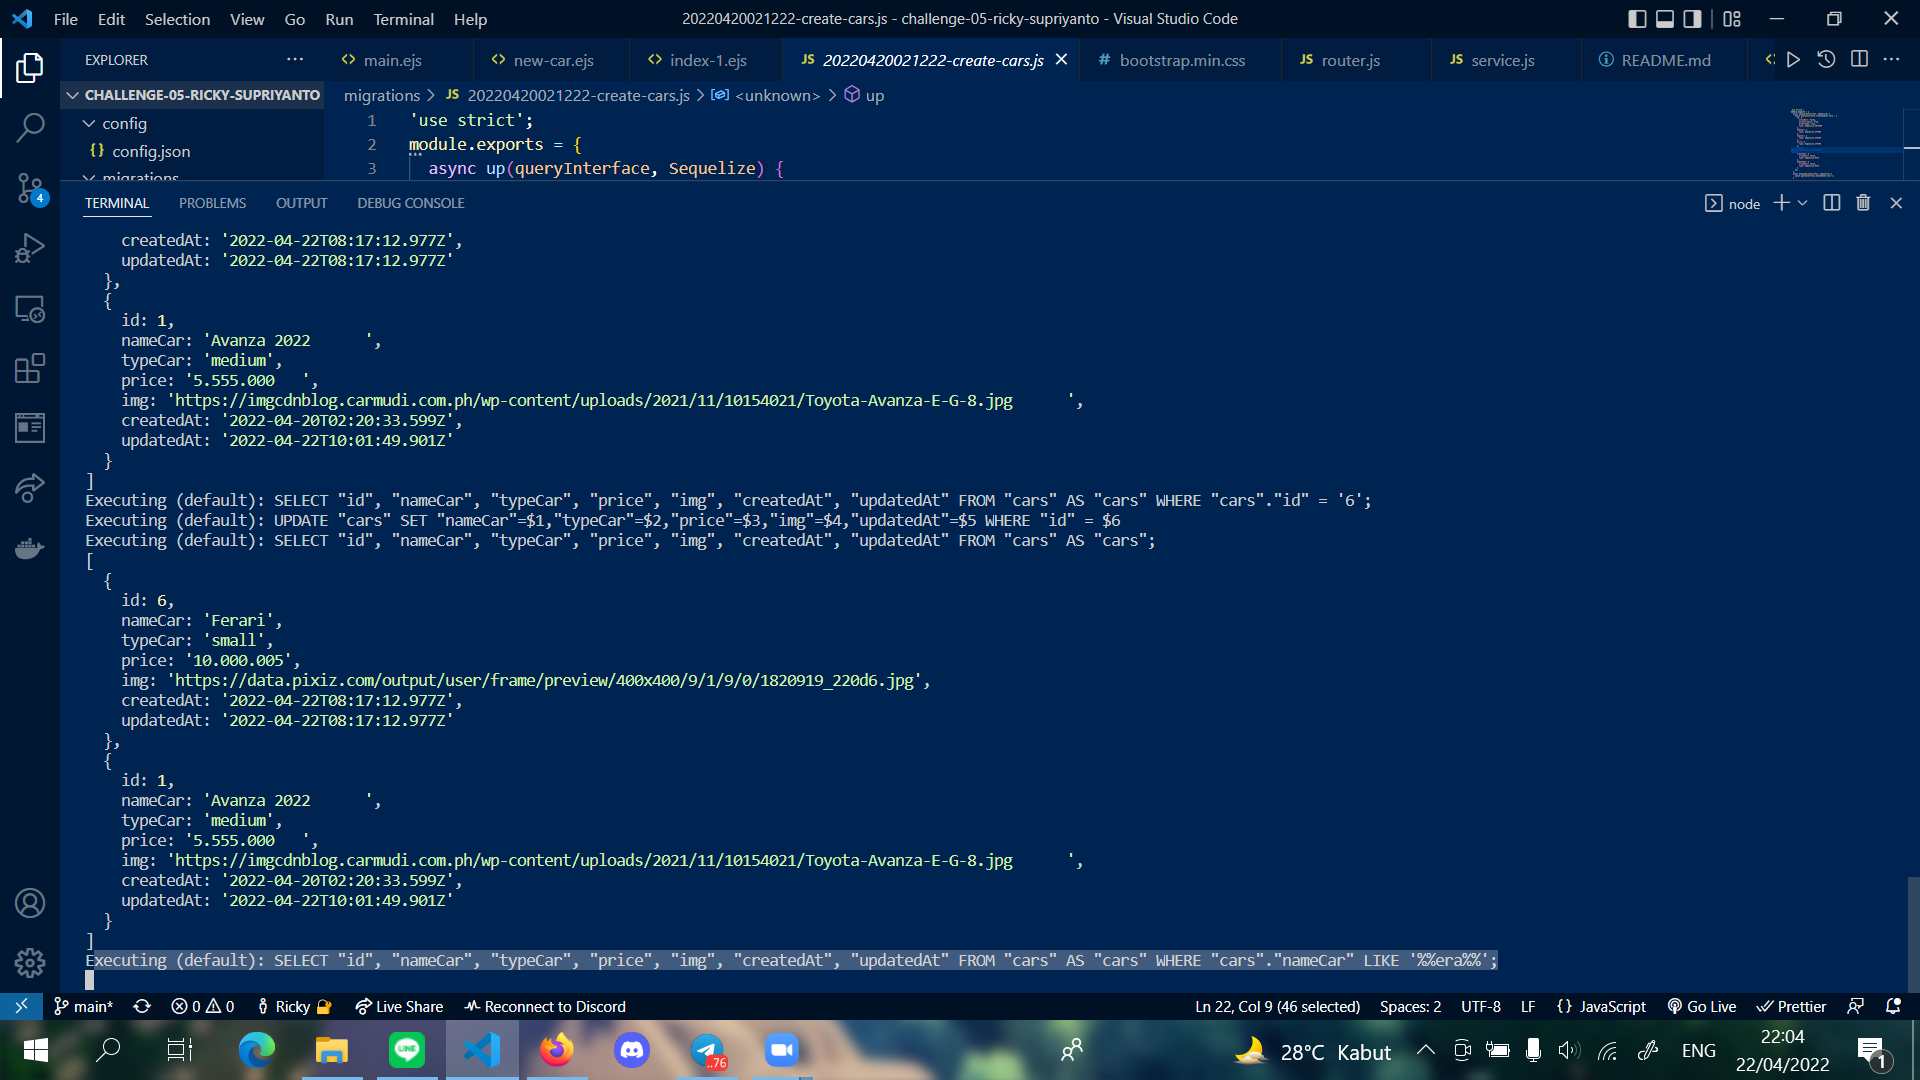 File Edit Selection View Go Run Terminal Help
20220420021222-create-cars.js - challenge-05-ricky-supriyanto - Visual Studio Code
EXPLORER
main.ejs
new-car.ejs
index-1.ejs
JS 20220420021222-create-cars.js
# bootstrap.min.css
JS router.js
JS service.js
README.md
CHALLENGE-05-RICKY-SUPRIYANTO
config
{} config.json
migrations
migrations > JS 20220420021222-create-cars.js > <unknown> > up
1 'use strict';
2 module.exports = {
3 async up(queryInterface, Sequelize) {
4
TERMINAL PROBLEMS OUTPUT DEBUG CONSOLE
node
createdAt: '2022-04-22T08:17:12.977Z',
updatedAt: '2022-04-22T08:17:12.977Z'
},
{
id: 1,
nameCar: 'Avanza 2022      ',
typeCar: 'medium',
price: '5.555.000   ',
img: 'https://imgcdnblog.carmudi.com.ph/wp-content/uploads/2021/11/10154021/Toyota-Avanza-E-G-8.jpg      ',
createdAt: '2022-04-20T02:20:33.599Z',
updatedAt: '2022-04-22T10:01:49.901Z'
}
]
Executing (default): SELECT "id", "nameCar", "typeCar", "price", "img", "createdAt", "updatedAt" FROM "cars" AS "cars" WHERE "cars"."id" = '6';
Executing (default): UPDATE "cars" SET "nameCar"=$1,"typeCar"=$2,"price"=$3,"img"=$4,"updatedAt"=$5 WHERE "id" = $6
Executing (default): SELECT "id", "nameCar", "typeCar", "price", "img", "createdAt", "updatedAt" FROM "cars" AS "cars";
[
{
id: 6,
nameCar: 'Ferari',
typeCar: 'small',
price: '10.000.005',
img: 'https://data.pixiz.com/output/user/frame/preview/400x400/9/1/9/0/1820919_220d6.jpg',
createdAt: '2022-04-22T08:17:12.977Z',
updatedAt: '2022-04-22T08:17:12.977Z'
},
{
id: 1,
nameCar: 'Avanza 2022      ',
typeCar: 'medium',
price: '5.555.000   ',
img: 'https://imgcdnblog.carmudi.com.ph/wp-content/uploads/2021/11/10154021/Toyota-Avanza-E-G-8.jpg      ',
createdAt: '2022-04-20T02:20:33.599Z',
updatedAt: '2022-04-22T10:01:49.901Z'
}
]
Executing (default): SELECT "id", "nameCar", "typeCar", "price", "img", "createdAt", "updatedAt" FROM "cars" AS "cars" WHERE "cars"."nameCar" LIKE '%%era%%';
main* 0 0 Ricky Live Share Reconnect to Discord
Ln 22, Col 9 (46 selected) Spaces: 2 UTF-8 LF {} JavaScript Go Live Prettier
LINE
..76
28°C Kabut
ENG
22:04
22/04/2022
1